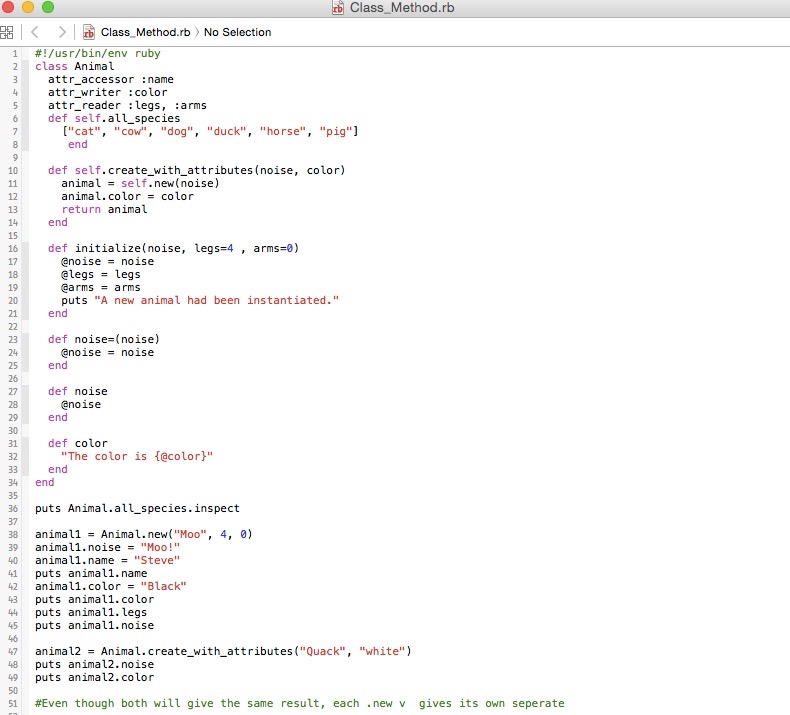 Class_Method.rb
Class_Method.rb 〉 No Selection
1 #!/usr/bin/env ruby
2 class Animal
3   attr_accessor :name
4   attr_writer :color
5   attr_reader :legs, :arms
6   def self.all_species
7     ["cat", "cow", "dog", "duck", "horse", "pig"]
8      end
9
10   def self.create_with_attributes(noise, color)
11     animal = self.new(noise)
12     animal.color = color
13     return animal
14   end
15
16   def initialize(noise, legs=4 , arms=0)
17     @noise = noise
18     @legs = legs
19     @arms = arms
20     puts "A new animal had been instantiated."
21   end
22
23   def noise=(noise)
24     @noise = noise
25   end
26
27   def noise
28     @noise
29   end
30
31   def color
32     "The color is {@color}"
33   end
34 end
35
36 puts Animal.all_species.inspect
37
38 animal1 = Animal.new("Moo", 4, 0)
39 animal1.noise = "Moo!"
40 animal1.name = "Steve"
41 puts animal1.name
42 animal1.color = "Black"
43 puts animal1.color
44 puts animal1.legs
45 puts animal1.noise
46
47 animal2 = Animal.create_with_attributes("Quack", "white")
48 puts animal2.noise
49 puts animal2.color
50
51 #Even though both will give the same result, each .new v  gives its own seperate